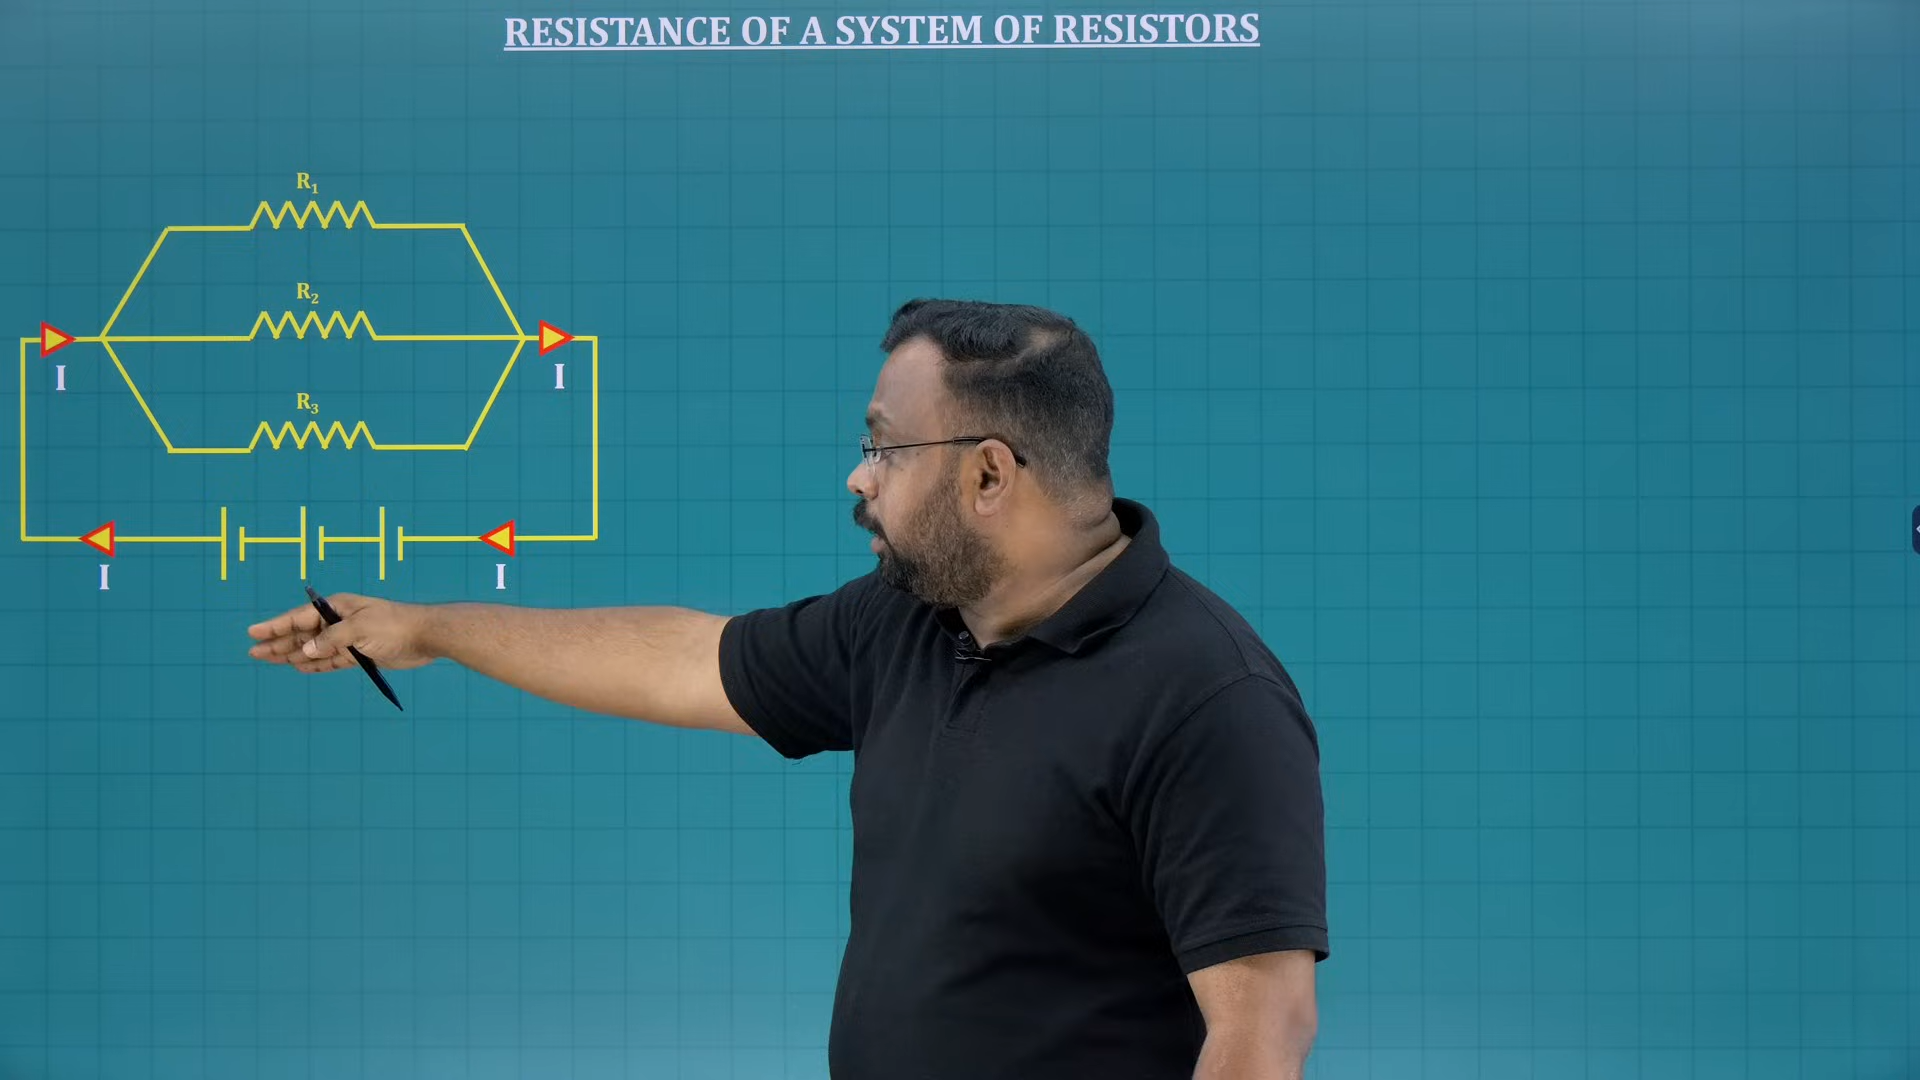 RESISTANCE OF A SYSTEM OF RESISTORS
R₁
R₂
I I
R₃
I I